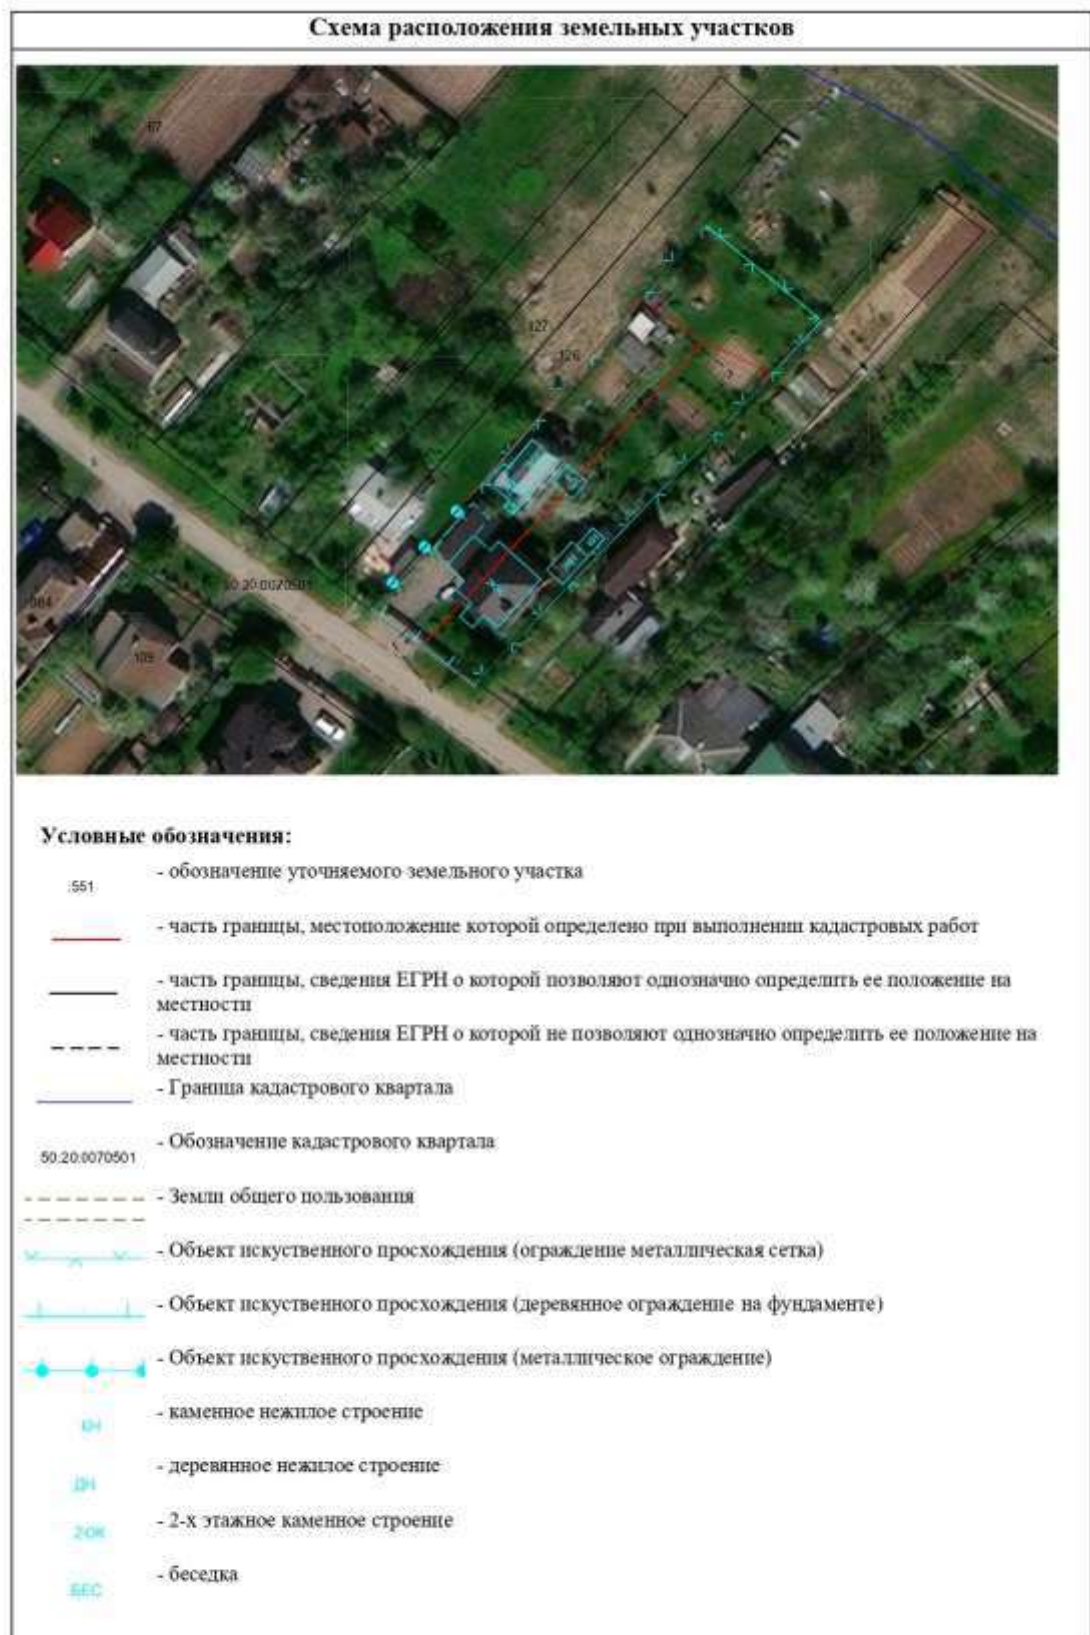 Схема расположения земельных участков
67
127
126
50:20:0070501
109
Условные обозначения:
:551
- обозначение уточняемого земельного участка
- часть границы, местоположение которой определено при выполнении кадастровых работ
- часть границы, сведения ЕГРН о которой позволяют однозначно определить ее положение на
местности
- часть границы, сведения ЕГРН о которой не позволяют однозначно определить ее положение на
местности
- Граница кадастрового квартала
50:20:0070501
- Обозначение кадастрового квартала
- Земли общего пользования
- Объект искуственного просхождения (ограждение металлическая сетка)
- Объект искуственного просхождения (деревянное ограждение на фундаменте)
- Объект искуственного просхождения (металлическое ограждение)
КН
- каменное нежилое строение
ДН
- деревянное нежилое строение
- 2-х этажное каменное строение
БЕС
- беседка